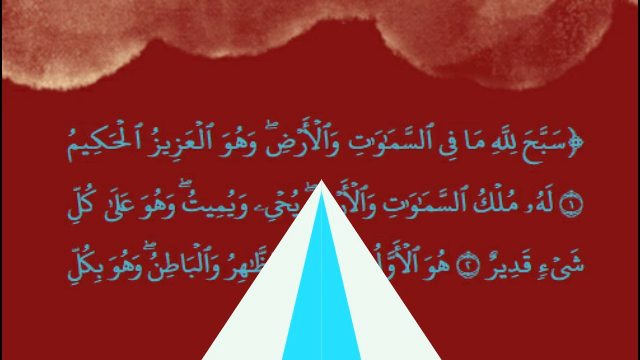 ﴿سَبَّحَ لِلَّهِ مَا فِى ٱلسَّمَـٰوَٰتِ وَٱلْأَرْضِ ۖ وَهُوَ ٱلْعَزِيزُ ٱلْحَكِيمُ
۝١ لَهُۥ مُلْكُ ٱلسَّمَـٰوَٰتِ يُحْىِۦ وَيُمِيتُ ۖ وَهُوَ عَلَىٰ كُلِّ
شَىْءٍ قَدِيرٌ ۝٢ هُوَ وَٱلْبَاطِنُ ۖ وَهُوَ بِكُلِّ